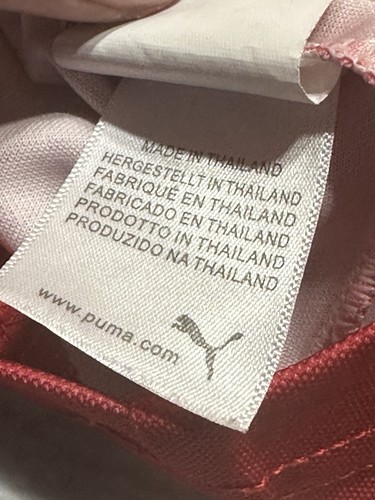 MADE IN THAILAND
HERGESTELLT IN THAILAND
FABRIQUÉ EN THAILAND
FABRICADO EN THAILAND
PRODOTTO IN THAILAND
PRODUZIDO NA THAILAND
www.puma.com